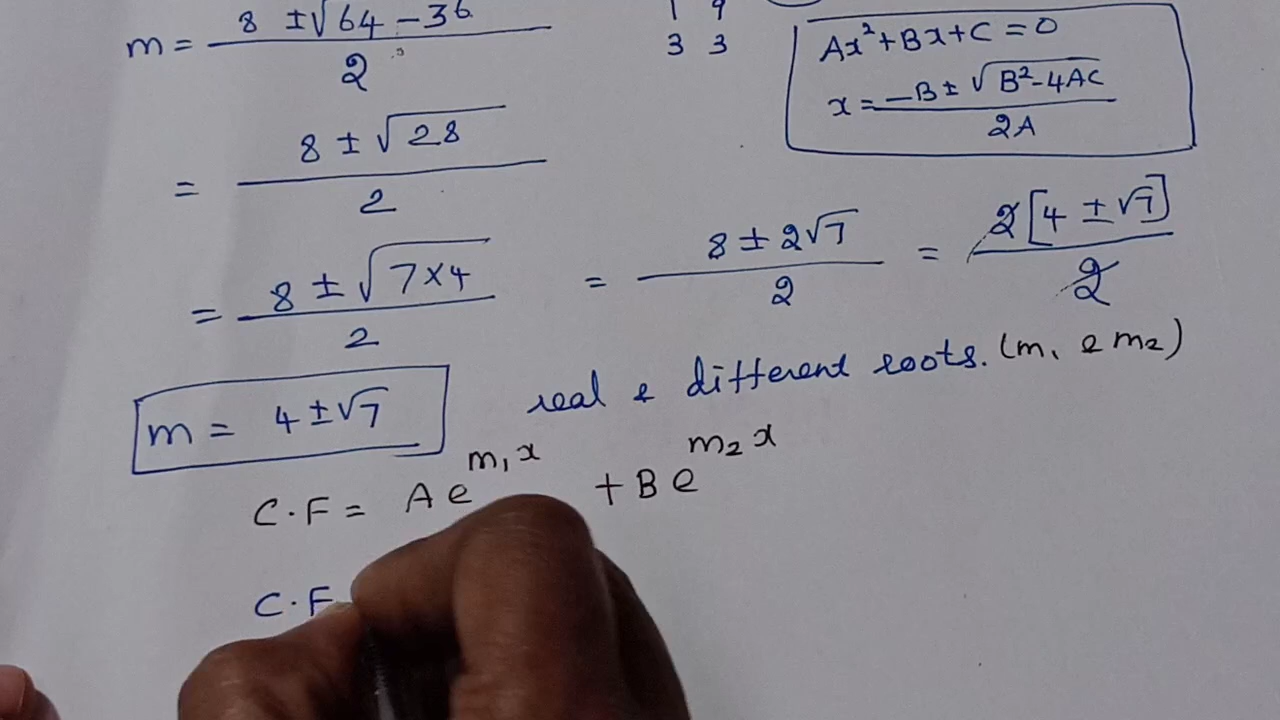 m = 8 ±√64 - 36 / 2
1 9
3 3
Ax²+Bx+C = 0
x = -B ± √B²-4AC / 2A
= 8 ± √28 / 2
= 8 ± √7×4 / 2 = 8 ± 2√7 / 2 = 2[4 ± √7] / 2
m = 4 ±√7 real & different roots. (m₁ & m₂)
C.F = A e^m₁x + B e^m₂x
C.F